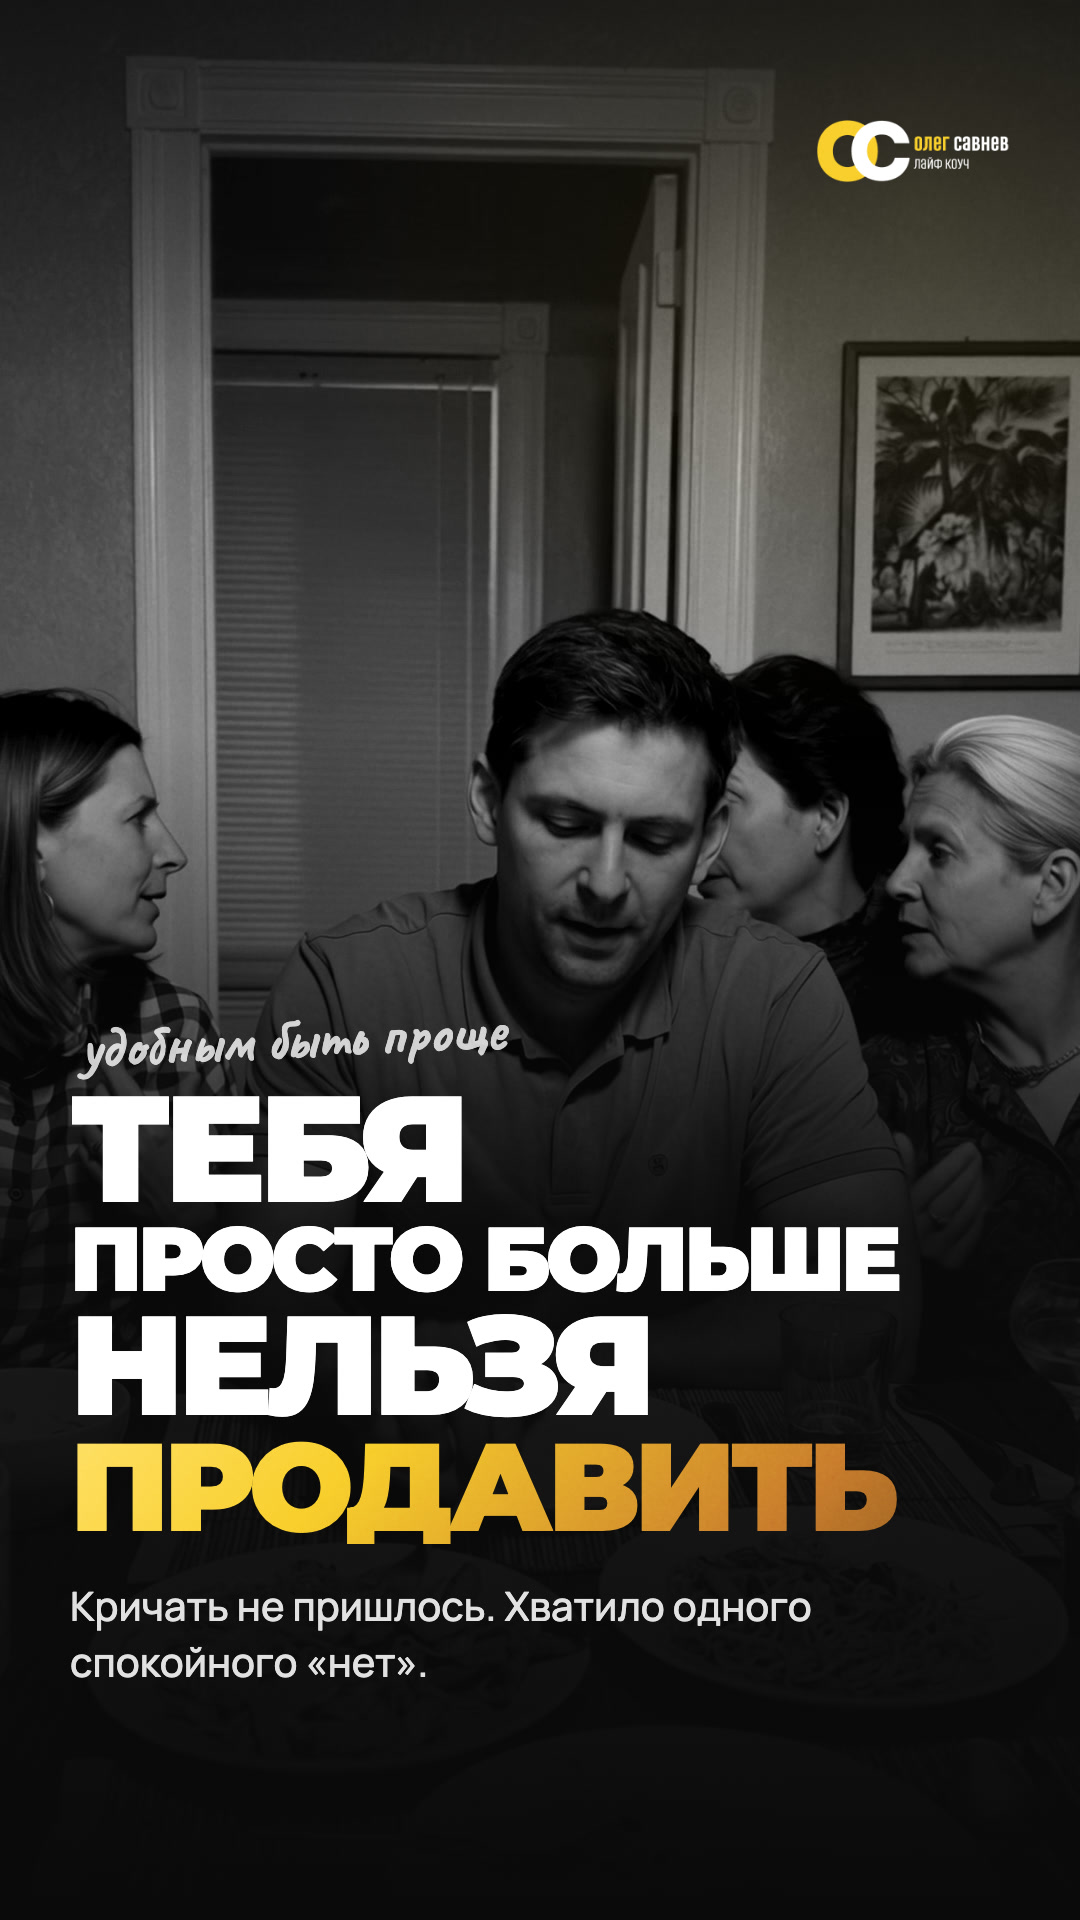 ОС олег савнев
лайф коуч
удобным быть проще
ТЕБЯ
ПРОСТО БОЛЬШЕ
НЕЛЬЗЯ
ПРОДАВИТЬ
Кричать не пришлось. Хватило одного
спокойного «нет».